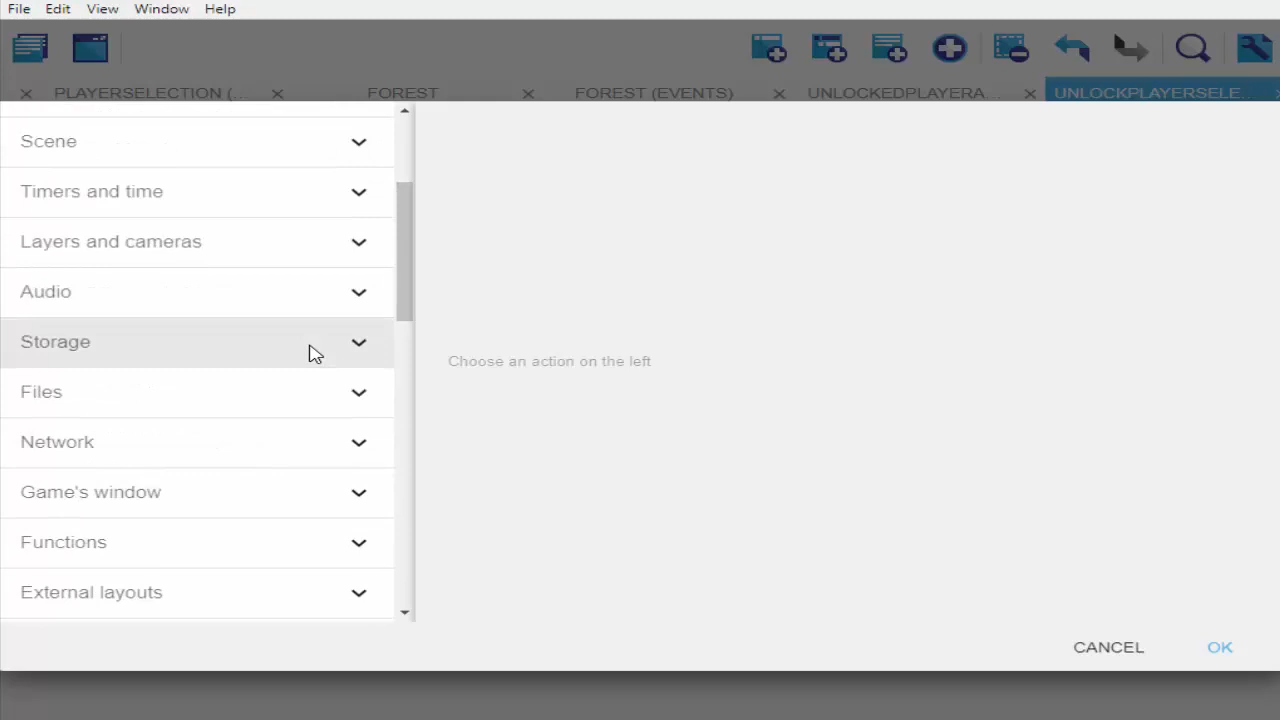 File Edit View Window Help
PLAYERSELECTION (... FOREST FOREST (EVENTS) UNLOCKEDPLAYERA... UNLOCKPLAYERSELE...
Scene
Timers and time
Layers and cameras
Audio
Storage
Choose an action on the left
Files
Network
Game's window
Functions
External layouts
CANCEL OK